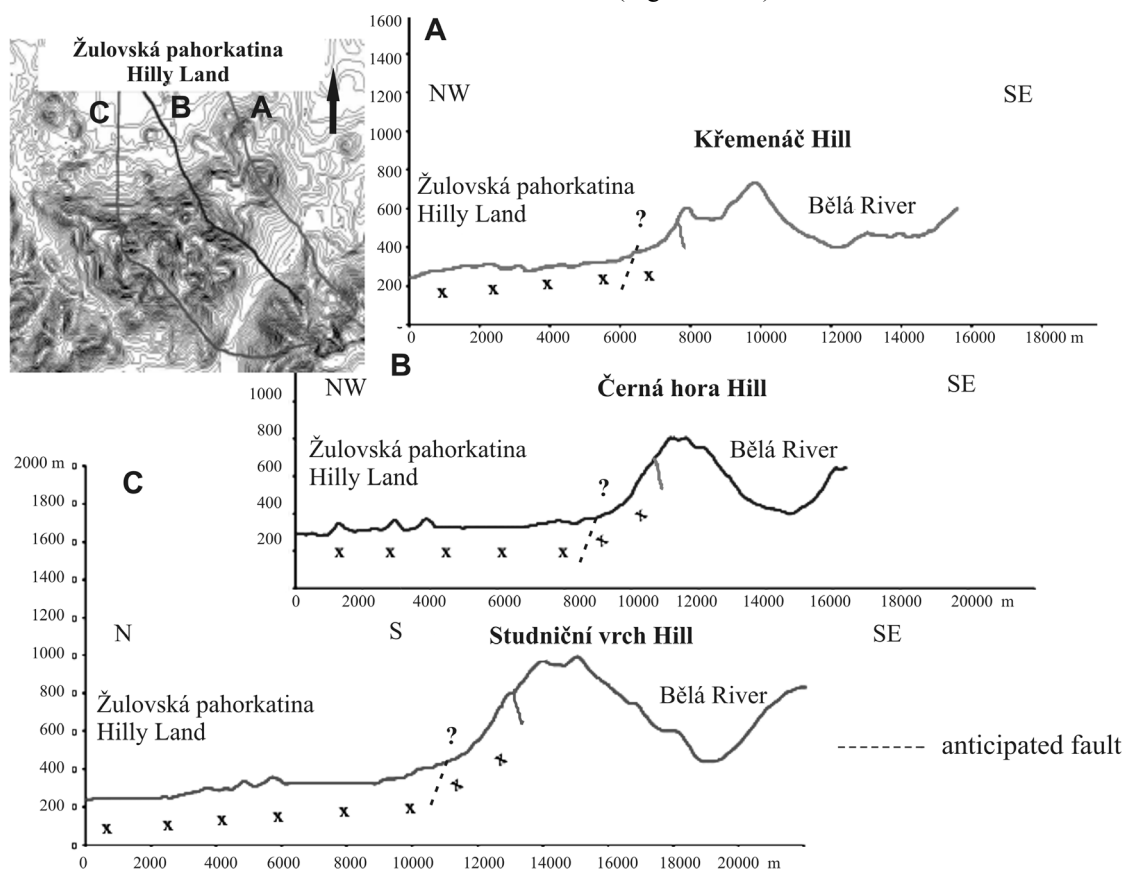 Žulovská pahorkatina
Hilly Land
C
B
A
1600
1400
1200
1000
800
600
400
200
-
A
NW
SE
Křemenáč Hill
Žulovská pahorkatina
Hilly Land
Bělá River
?
x x x x x
0 2000 4000 6000 8000 10000 12000 14000 16000 18000 m
B
1000
800
600
400
200
NW
Černá hora Hill
SE
Žulovská pahorkatina
Hilly Land
Bělá River
?
x x x x x x x
0 2000 4000 6000 8000 10000 12000 14000 16000 18000 20000 m
C
2000 m
1800
1600
1400
1200
1000
800
600
400
200
0
N
S
Studniční vrch Hill
SE
Žulovská pahorkatina
Hilly Land
Bělá River
?
x x x x x x x x
0 2000 4000 6000 8000 10000 12000 14000 16000 18000 20000 m
anticipated fault